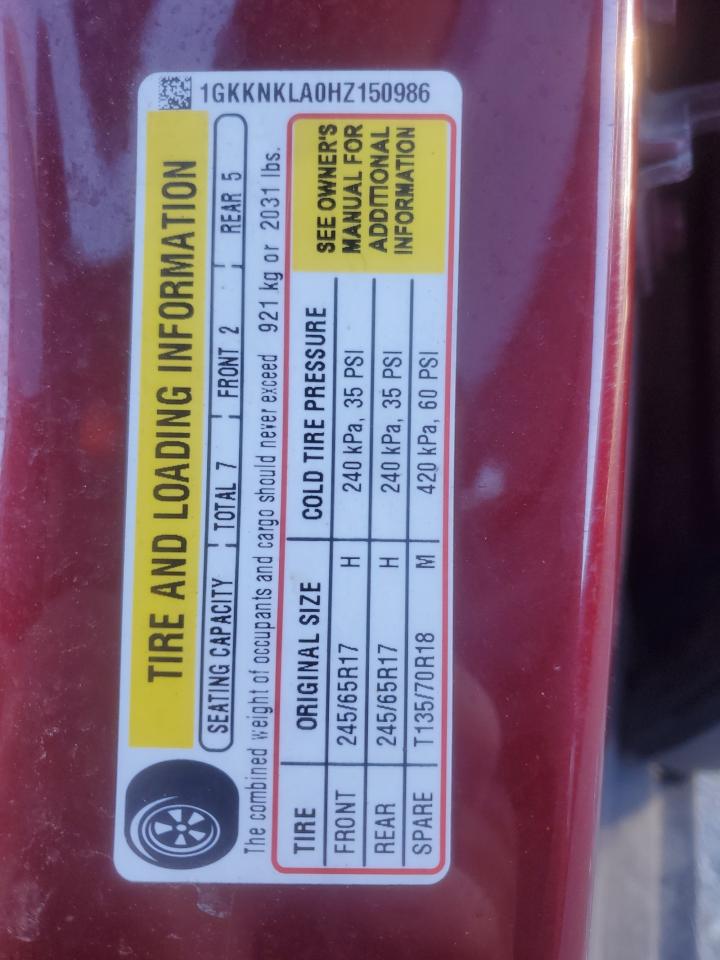 1GKKNKLA0HZ150986
TIRE AND LOADING INFORMATION
SEATING CAPACITY TOTAL 7 FRONT 2 REAR 5
The combined weight of occupants and cargo should never exceed 921 kg or 2031 lbs.
TIRE ORIGINAL SIZE COLD TIRE PRESSURE
FRONT 245/65R17 H 240 kPa, 35 PSI
REAR 245/65R17 H 240 kPa, 35 PSI
SPARE T135/70R18 M 420 kPa, 60 PSI
SEE OWNER'S
MANUAL FOR
ADDITIONAL
INFORMATION